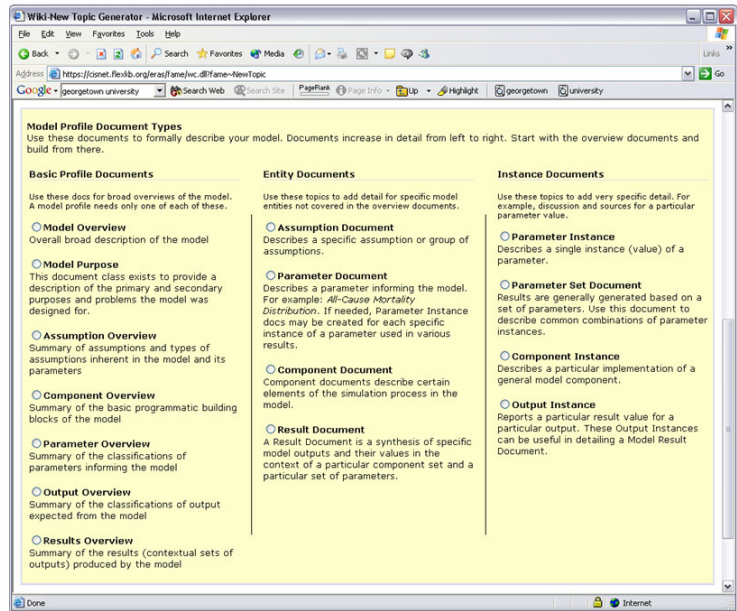 Wiki-New Topic Generator - Microsoft Internet Explorer
File Edit View Favorites Tools Help
Back Search Favorites Media Links »
Address https://cisnet.flexkb.org/eras/fame/wc.dll?fame~NewTopic Go
Google georgetown university Search Web Search Site PageRank Page Info Up Highlight georgetown university
Model Profile Document Types
Use these documents to formally describe your model. Documents increase in detail from left to
right. Start with the overview documents and
build from there.
Basic Profile Documents
Use these docs for broad overviews of the model.
A model profile needs only one of each of these.
Model Overview
Overall broad description of the model
Model Purpose
This document class exists to provide a
description of the primary and secondary
purposes and problems the model was
designed for.
Assumption Overview
Summary of assumptions and types of
assumptions inherent in the model and its
parameters
Component Overview
Summary of the basic programmatic building
blocks of the model
Parameter Overview
Summary of the classifications of
parameters informing the model
Output Overview
Summary of the classifications of output
expected from the model
Results Overview
Summary of the results (contextual sets of
outputs) produced by the model
Entity Documents
Use these topics to add detail for specific model
entities not covered in the overview documents.
Assumption Document
Describes a specific assumption or group of
assumptions.
Parameter Document
Describes a parameter informing the model.
For example: All-Cause Mortality
Distribution. If needed, Parameter Instance
docs may be created for each specific
instance of a parameter used in various
results.
Component Document
Component documents describe certain
elements of the simulation process in the
model.
Result Document
A Result Document is a synthesis of specific
model outputs and their values in the
context of a particular component set and a
particular set of parameters.
Instance Documents
Use these topics to add very specific detail. For
example, discussion and sources for a particular
parameter value.
Parameter Instance
Describes a single instance (value) of a
parameter.
Parameter Set Document
Results are generally generated based on a
set of parameters. Use this document to
describe common combinations of parameter
instances.
Component Instance
Describes a particular implementation of a
general model component.
Output Instance
Reports a particular result value for a
particular output. These Output Instances
can be useful in detailing a Model Result
Document.
Done Internet